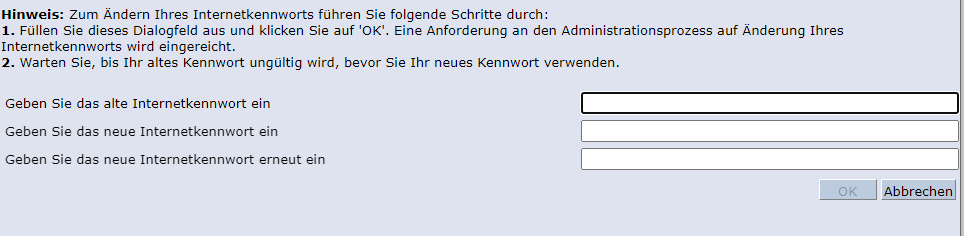 Hinweis: Zum Ändern Ihres Internetkennworts führen Sie folgende Schritte durch:
1. Füllen Sie dieses Dialogfeld aus und klicken Sie auf 'OK'. Eine Anforderung an den Administrationsprozess auf Änderung Ihres
Internetkennworts wird eingereicht.
2. Warten Sie, bis Ihr altes Kennwort ungültig wird, bevor Sie Ihr neues Kennwort verwenden.
Geben Sie das alte Internetkennwort ein
Geben Sie das neue Internetkennwort ein
Geben Sie das neue Internetkennwort erneut ein
OK Abbrechen